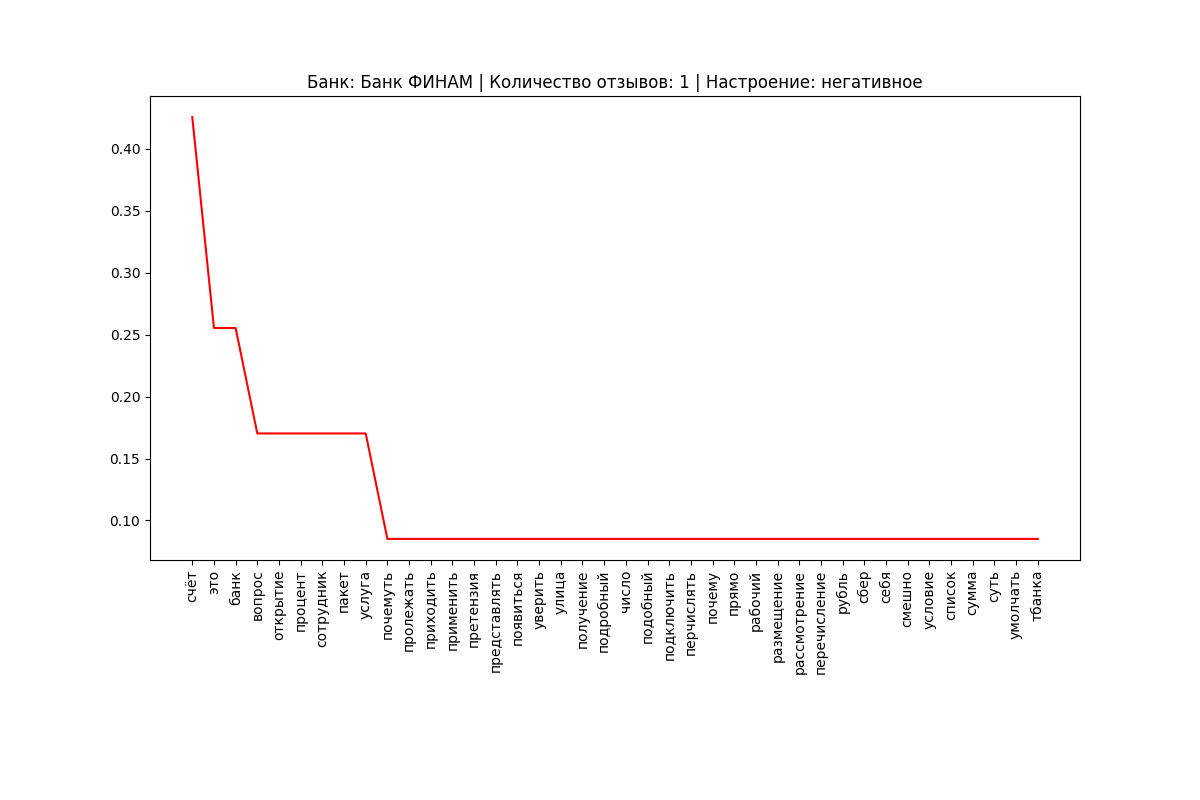 Банк: Банк ФИНАМ | Количество отзывов: 1 | Настроение: негативное
0.40
0.35
0.30
0.25
0.20
0.15
0.10
счёт
это
банк
вопрос
открытие
процент
сотрудник
пакет
услуга
почемуть
пролежать
приходить
применить
претензия
представлять
появиться
уверить
улица
получение
подробный
число
подобный
подключить
перчислять
почему
прямо
рабочий
размещение
рассмотрение
перечисление
рубль
сбер
себя
смешно
условие
список
сумма
суть
умолчать
тбанка